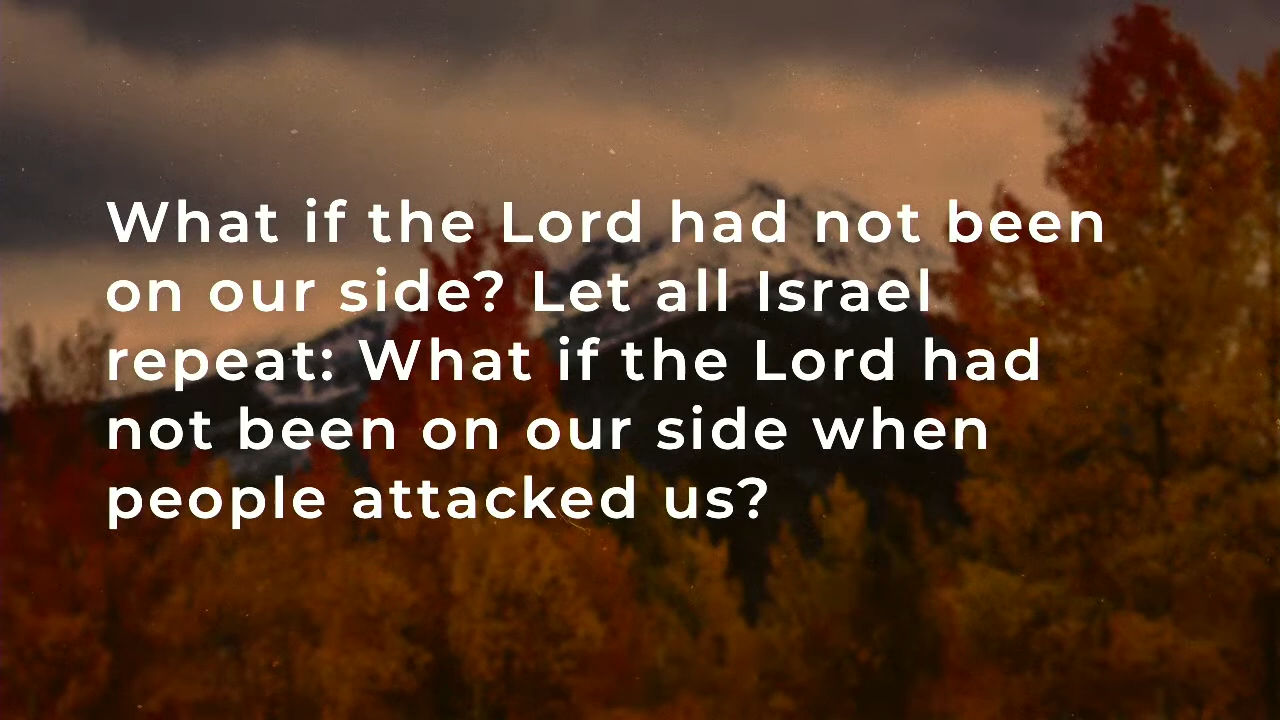 What if the Lord had not been
on our side? Let all Israel
repeat: What if the Lord had
not been on our side when
people attacked us?